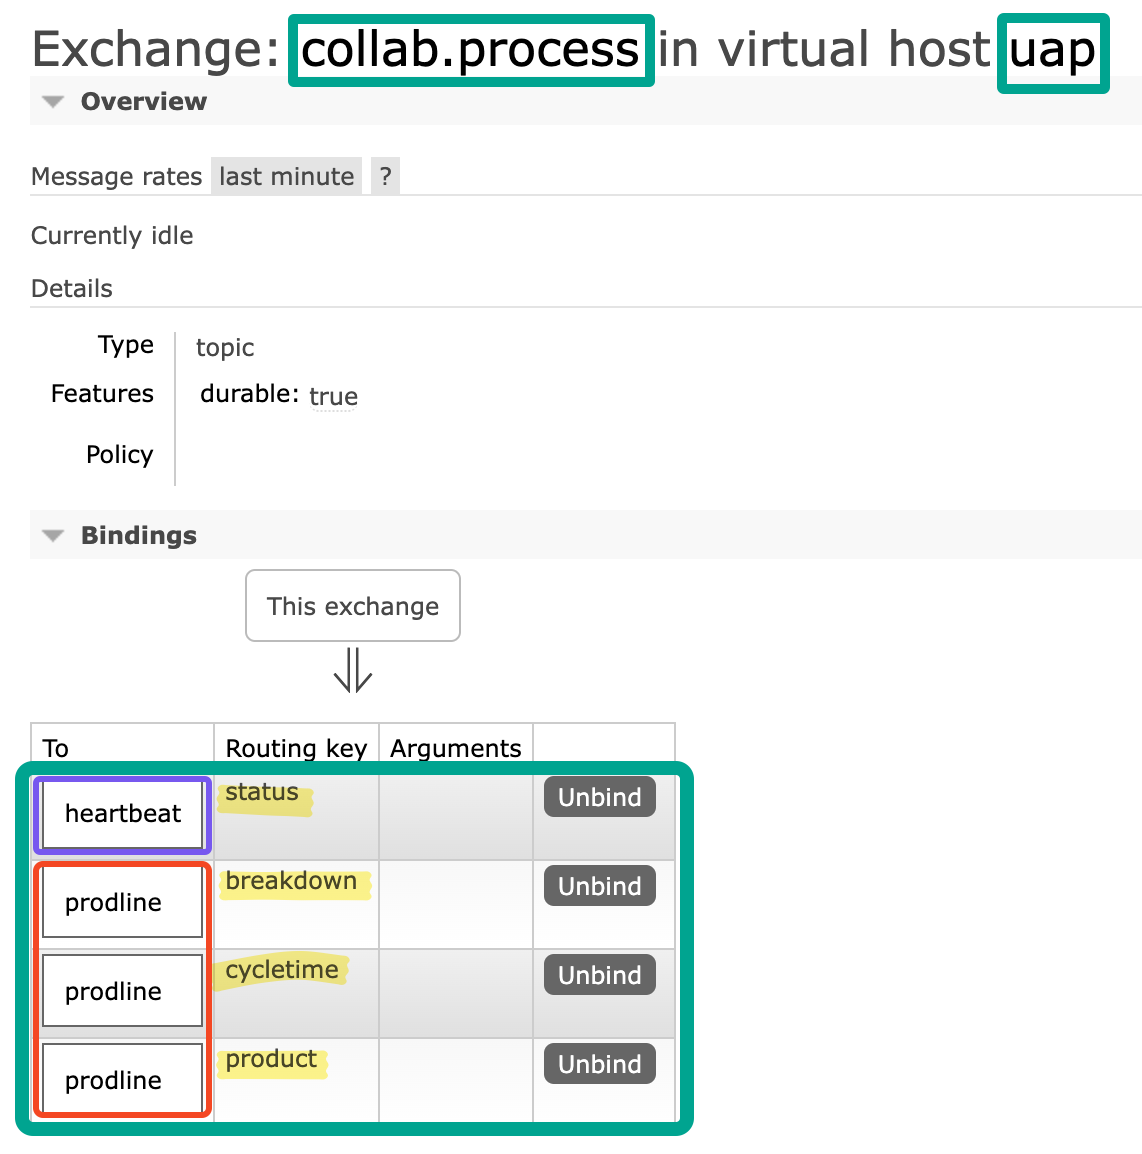 Exchange: collab.process in virtual host uap
Overview
Message rates last minute ?
Currently idle
Details
Type topic
Features durable: true
Policy
Bindings
This exchange
To Routing key Arguments
heartbeat status Unbind
prodline breakdown Unbind
prodline cycletime Unbind
prodline product Unbind